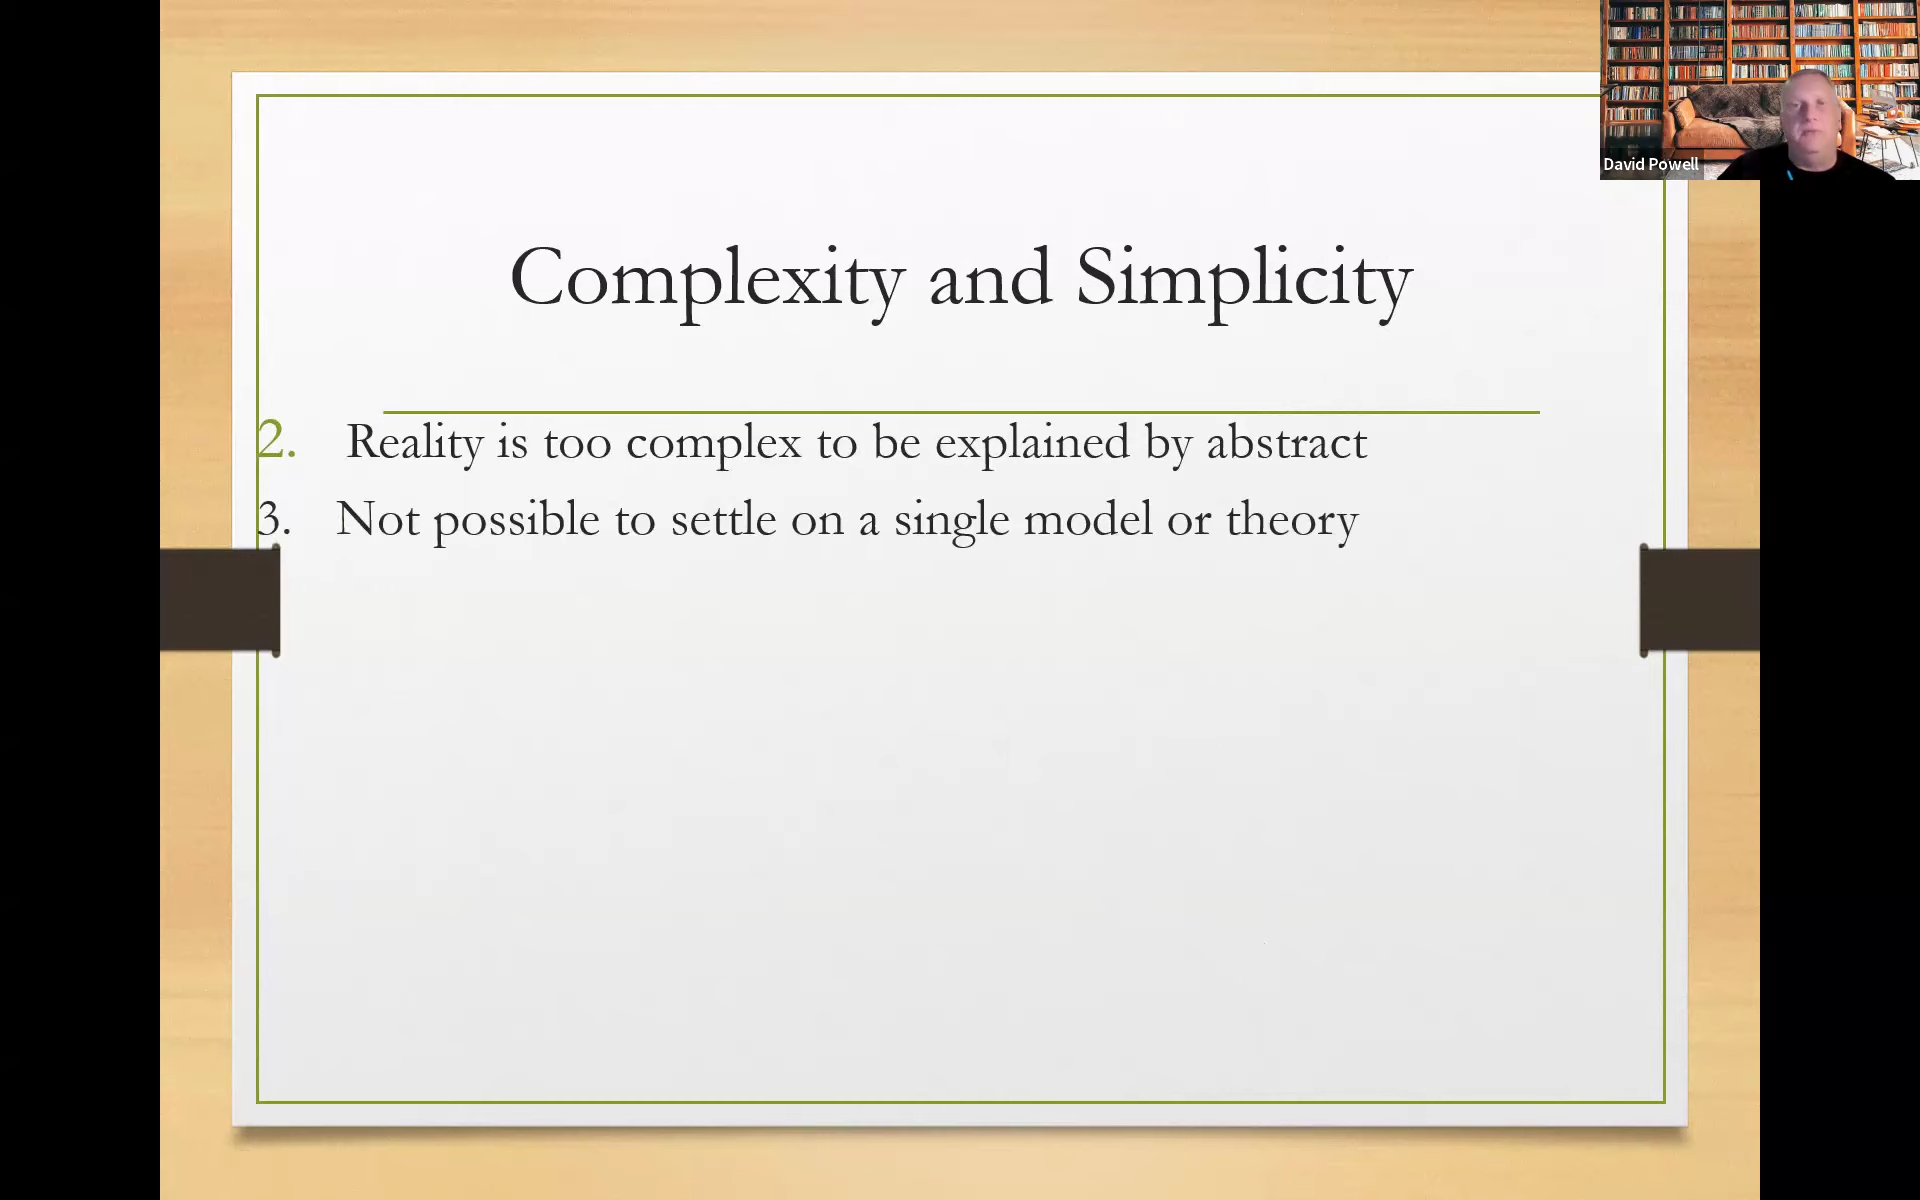 David Powell
Complexity and Simplicity
2. Reality is too complex to be explained by abstract
3. Not possible to settle on a single model or theory